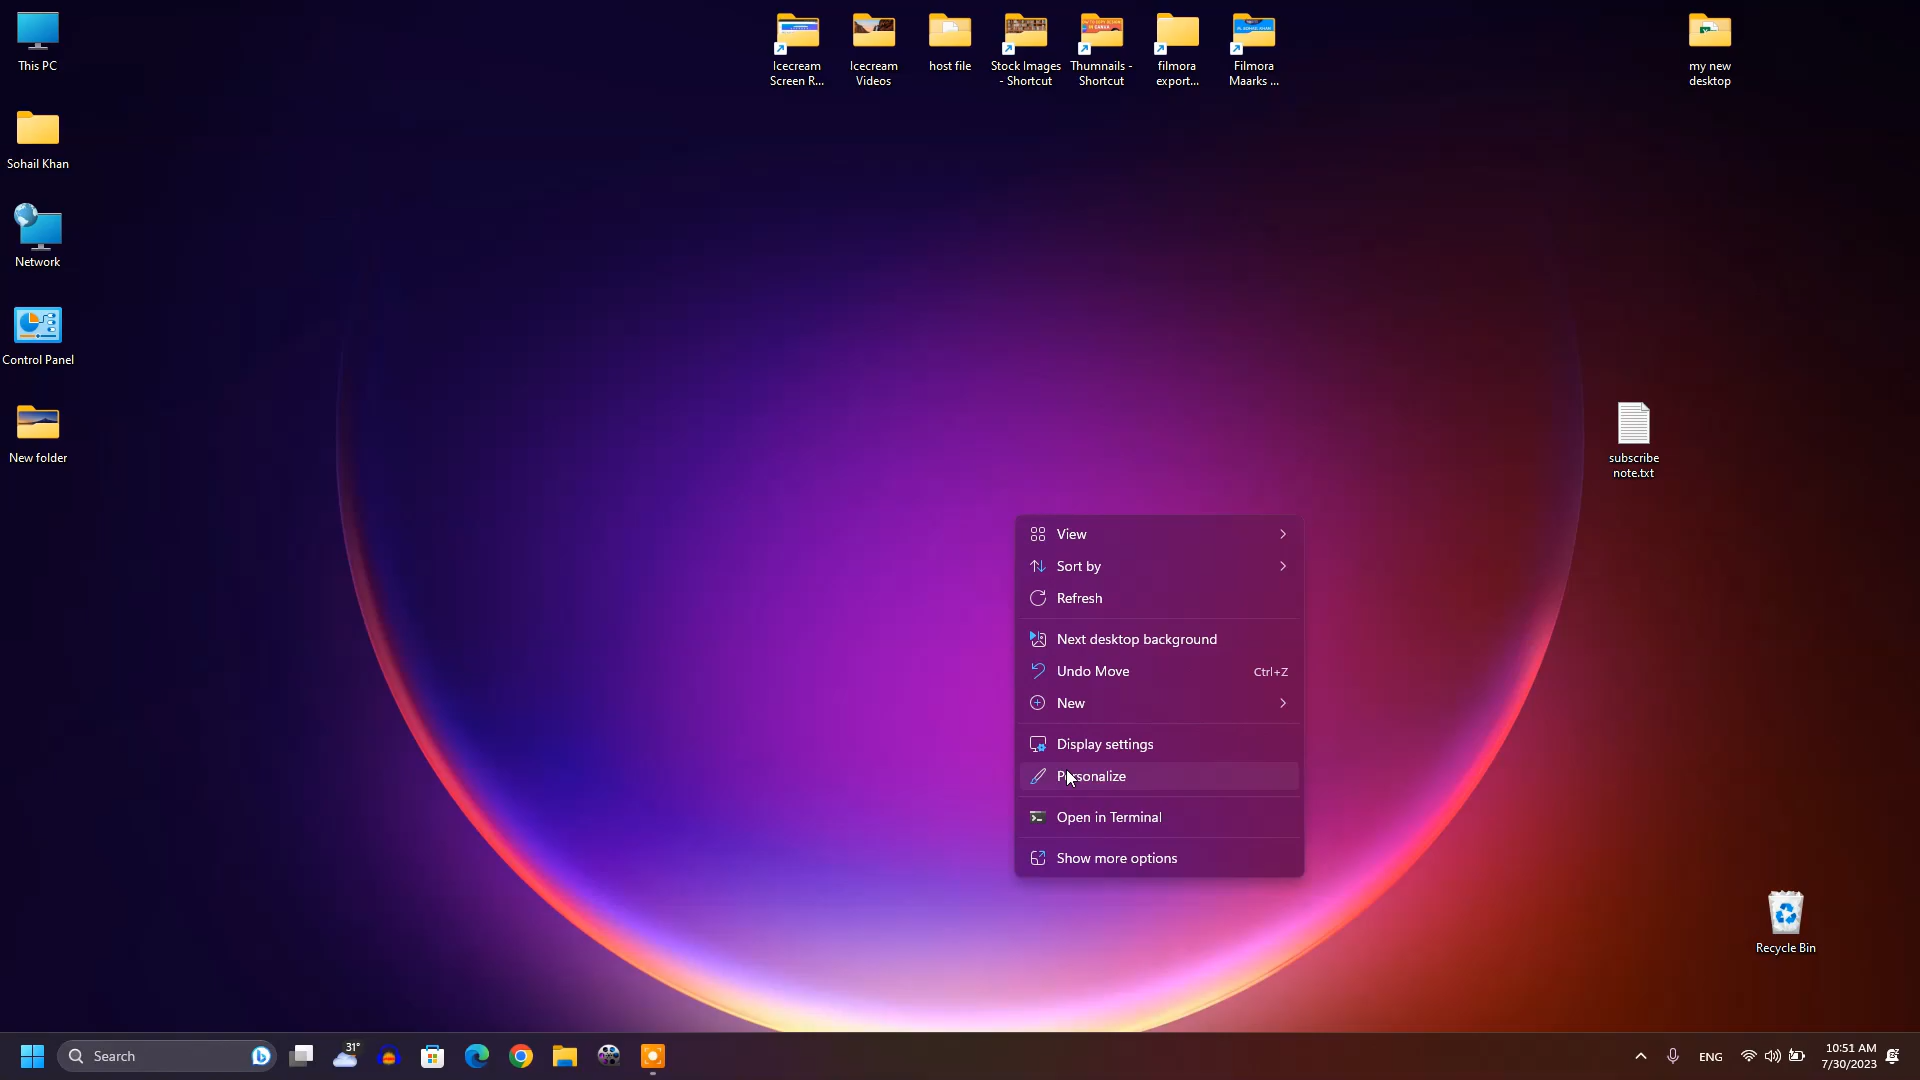 This PC
Sohail Khan
Network
Control Panel
New folder
Icecream
Screen R...
Icecream
Videos
host file
Stock Images
- Shortcut
Thumnails -
Shortcut
filmora
export...
Filmora
Maarks ...
my new
desktop
subscribe
note.txt
View
Sort by
Refresh
Next desktop background
Undo Move Ctrl+Z
New
Display settings
Personalize
Open in Terminal
Show more options
Recycle Bin
Search
31°
ENG
10:51 AM
7/30/2023